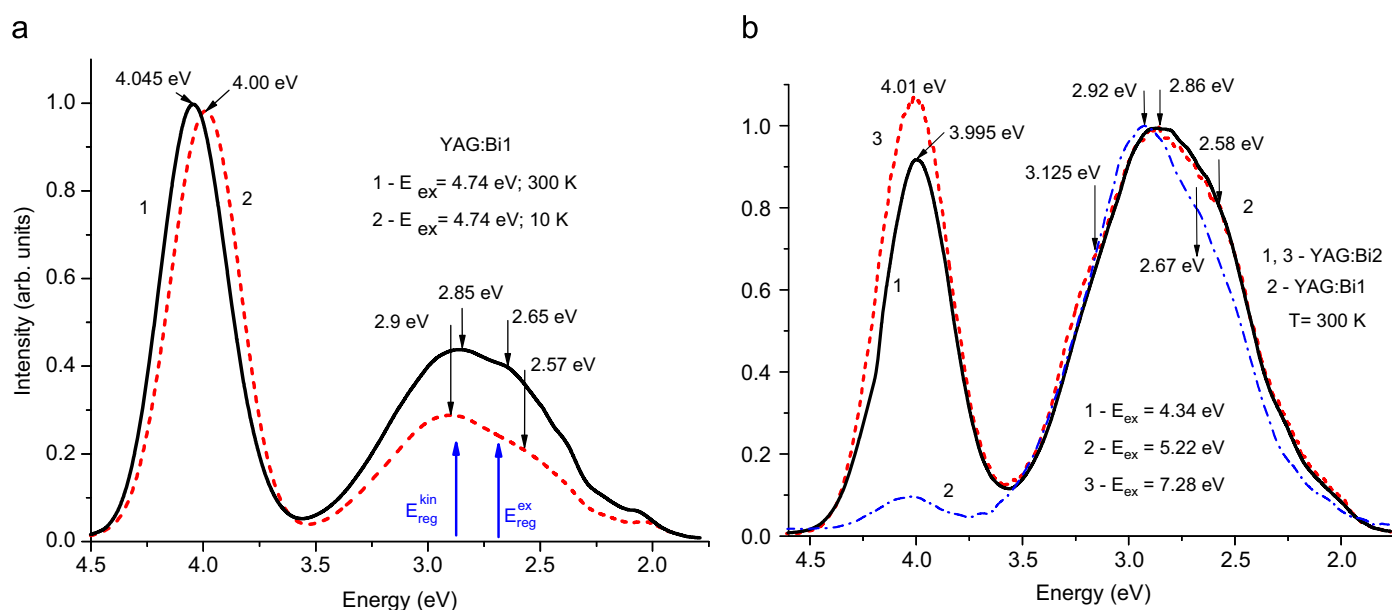 a
4.045 eV
4.00 eV
YAG:Bi1
1 - E ex = 4.74 eV; 300 K
2 - E ex = 4.74 eV; 10 K
1
2
2.85 eV
2.9 eV
2.65 eV
2.57 eV
E kin reg
E ex reg
1.0
0.8
0.6
0.4
0.2
0.0
Intensity (arb. units)
4.5 4.0 3.5 3.0 2.5 2.0
Energy (eV)
b
4.01 eV
2.92 eV
2.86 eV
3
3.995 eV
2.58 eV
3.125 eV
2
2.67 eV
1, 3 - YAG:Bi2
2 - YAG:Bi1
T= 300 K
1
1 - E ex = 4.34 eV
2 - E ex = 5.22 eV
3 - E ex = 7.28 eV
2
1.0
0.8
0.6
0.4
0.2
0.0
4.5 4.0 3.5 3.0 2.5 2.0
Energy (eV)